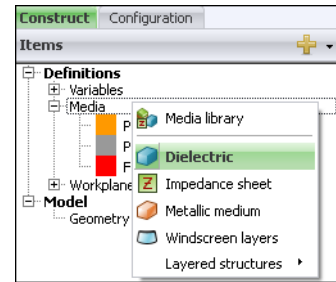 Construct Configuration
Items
Definitions
Variables
Media
P
Media library
P
Dielectric
F
Workplane
Impedance sheet
Model
Metallic medium
Geometry
Windscreen layers
Layered structures